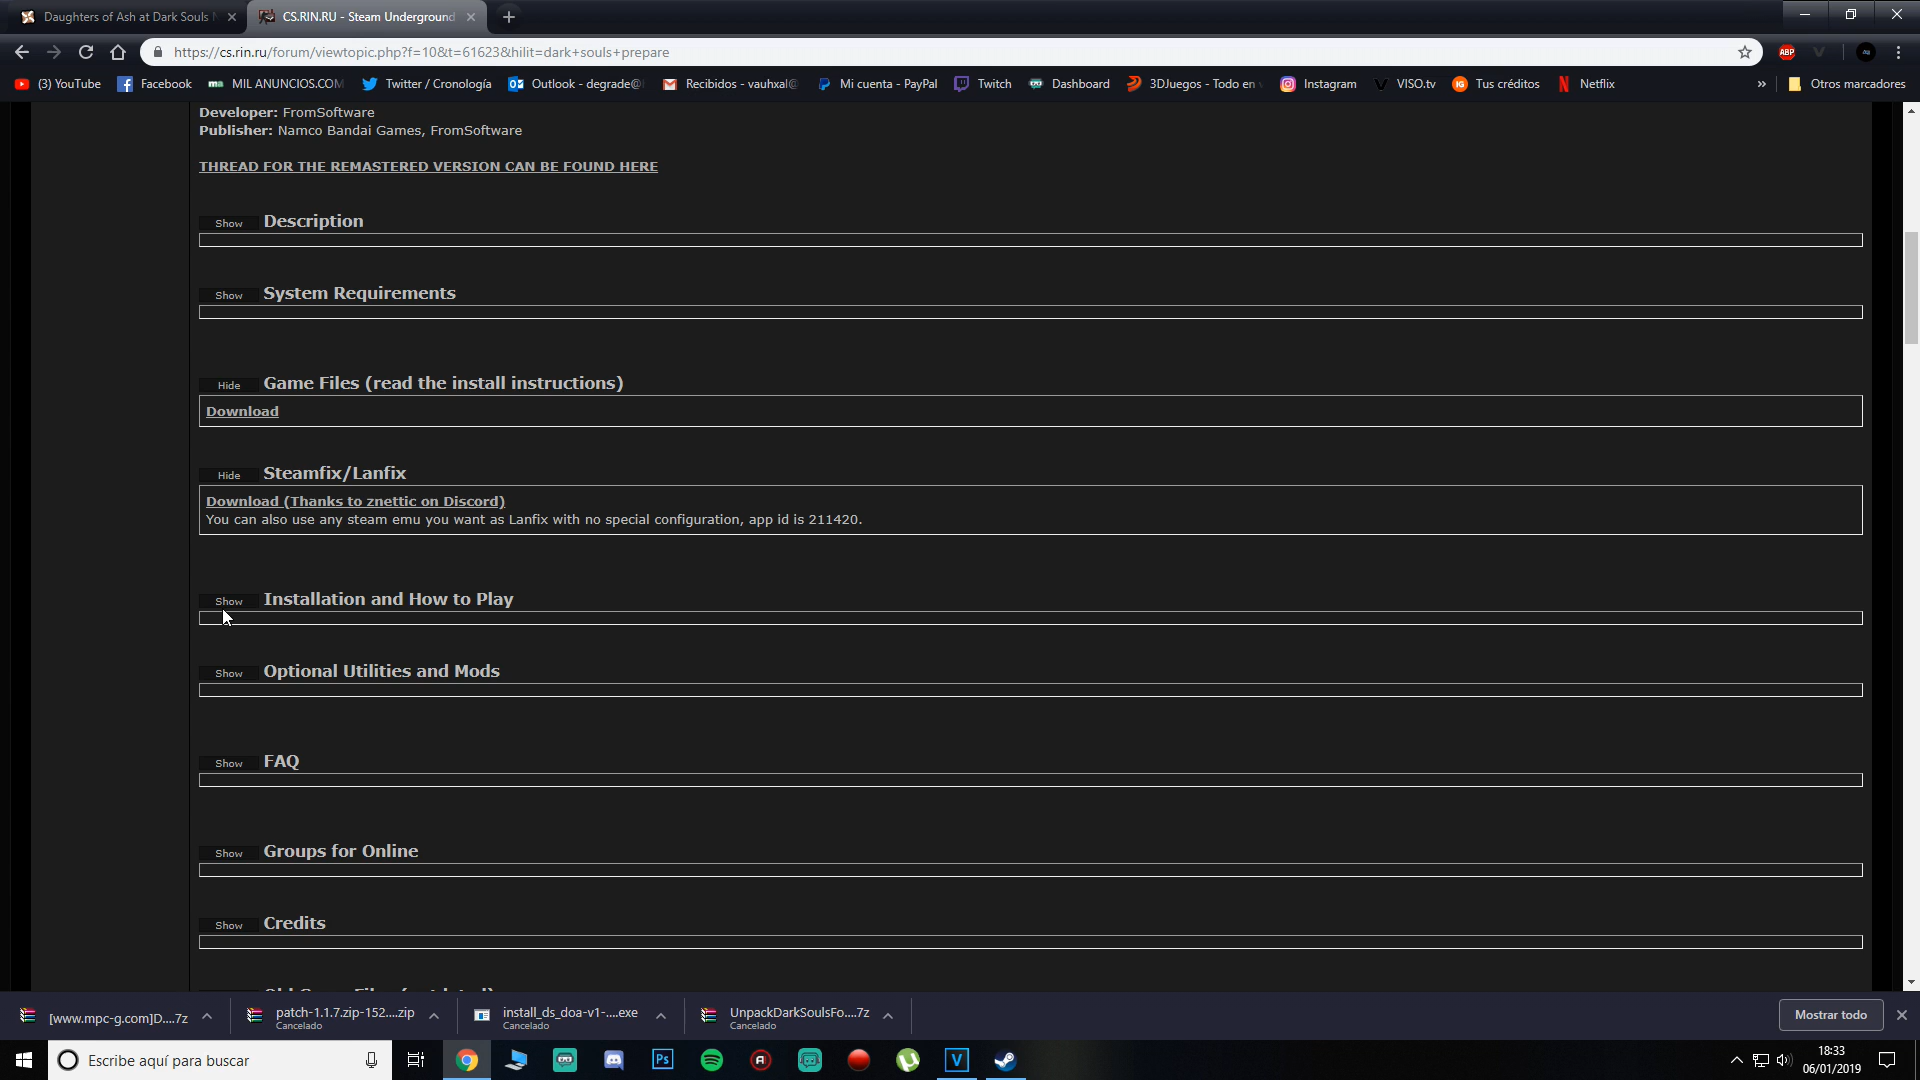 Daughters of Ash at Dark Souls
CS.RIN.RU - Steam Underground
https://cs.rin.ru/forum/viewtopic.php?f=10&t=61623&hilit=dark+souls+prepare
ABP
(3) YouTube
Facebook
MIL ANUNCIOS.COM
Twitter / Cronología
Outlook - degrade@
Recibidos - vauhxal@
Mi cuenta - PayPal
Twitch
Dashboard
3DJuegos - Todo en
Instagram
VISO.tv
Tus créditos
Netflix
»
Otros marcadores
Developer: FromSoftware
Publisher: Namco Bandai Games, FromSoftware
THREAD FOR THE REMASTERED VERSION CAN BE FOUND HERE
Show Description
Show System Requirements
Hide Game Files (read the install instructions)
Download
Hide Steamfix/Lanfix
Download (Thanks to znettic on Discord)
You can also use any steam emu you want as Lanfix with no special configuration, app id is 211420.
Show Installation and How to Play
Show Optional Utilities and Mods
Show FAQ
Show Groups for Online
Show Credits
[www.mpc-g.com]D....7z
patch-1.1.7.zip-152....zip
Cancelado
install_ds_doa-v1-....exe
Cancelado
UnpackDarkSoulsFo....7z
Cancelado
Mostrar todo
Escribe aquí para buscar
Ps
V
18:33
06/01/2019